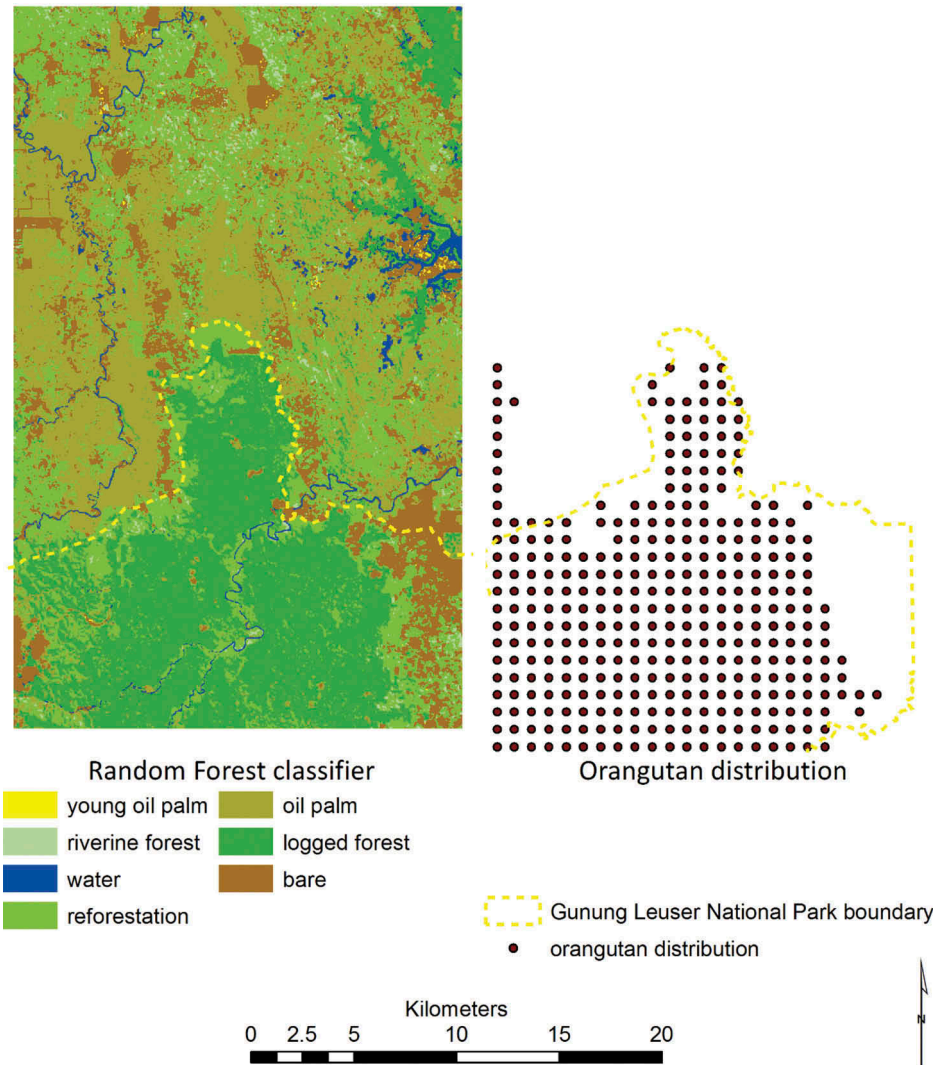 Random Forest classifier
young oil palm
oil palm
riverine forest
logged forest
water
bare
reforestation
Orangutan distribution
Gunung Leuser National Park boundary
orangutan distribution
Kilometers
0 2.5 5 10 15 20
N